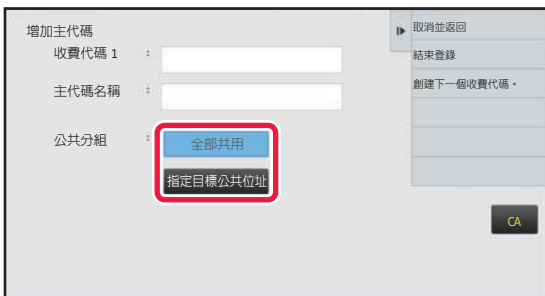 增加主代碼
收費代碼 1 :
主代碼名稱 :
公共分組 :
全部共用
指定目標公共位址
取消並返回
結束登錄
創建下一個收費代碼。
CA